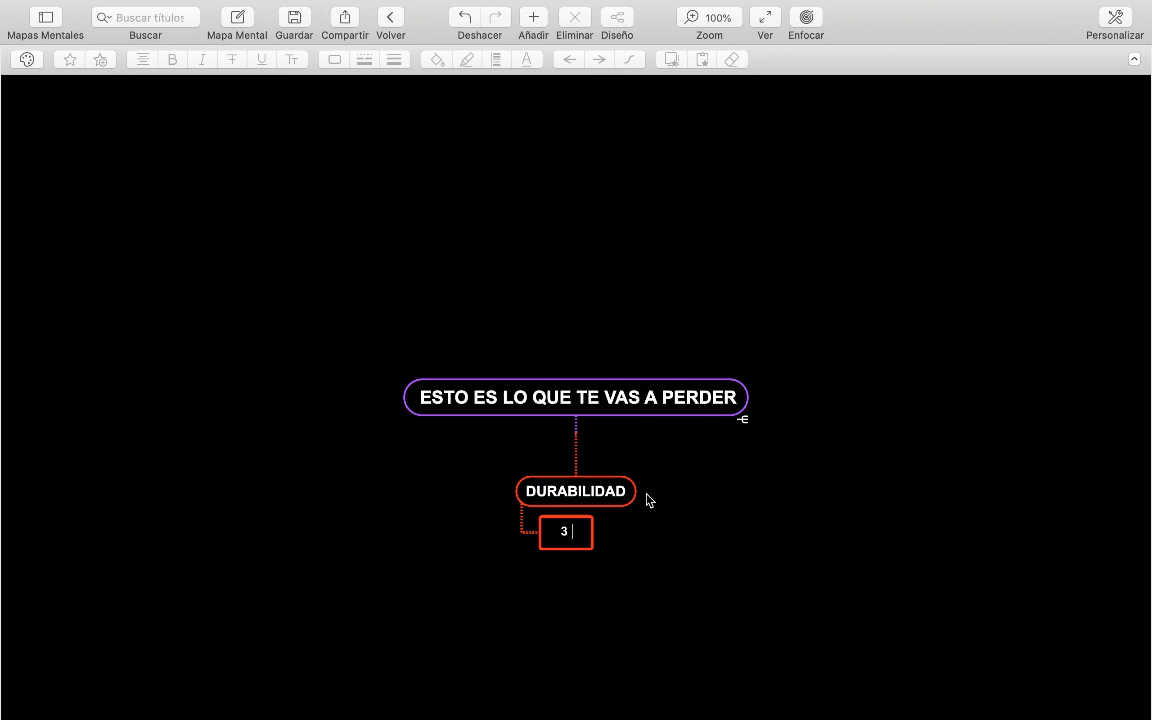 Buscar títulos
100%
Mapas Mentales
Buscar
Mapa Mental
Guardar
Compartir
Volver
Deshacer
Añadir
Eliminar
Diseño
Zoom
Ver
Enfocar
Personalizar
B I T U TT
A
ESTO ES LO QUE TE VAS A PERDER
DURABILIDAD
3